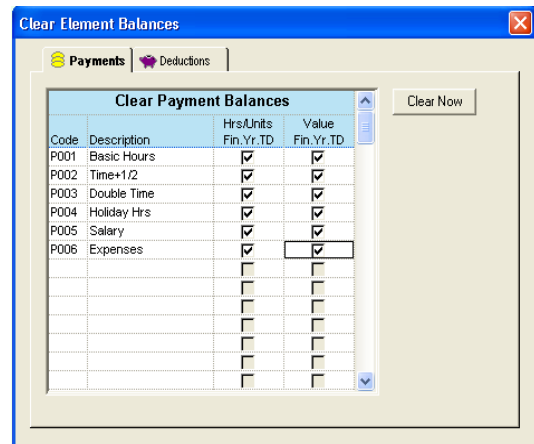 Clear Element Balances
Payments Deductions
Clear Payment Balances
Clear Now
Hrs/Units Value
Code Description Fin.Yr.TD Fin.Yr.TD
P001 Basic Hours
P002 Time+1/2
P003 Double Time
P004 Holiday Hrs
P005 Salary
P006 Expenses